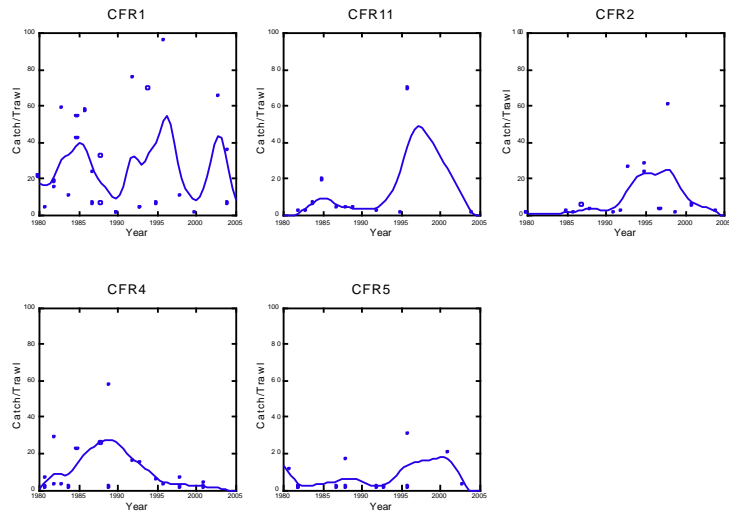 CFR1 CFR11 CFR2
100 100 100
80 80 80
60 60 60
40 40 40
20 20 20
0 0 0
1980 1985 1990 1995 2000 2005 1980 1985 1990 1995 2000 2005 1980 1985 1990 1995 2000 2005
Year Year Year
Catch/Trawl Catch/Trawl Catch/Trawl
CFR4 CFR5
100 100
80 80
60 60
40 40
20 20
0 0
1980 1985 1990 1995 2000 2005 1980 1985 1990 1995 2000 2005
Year Year
Catch/Trawl Catch/Trawl